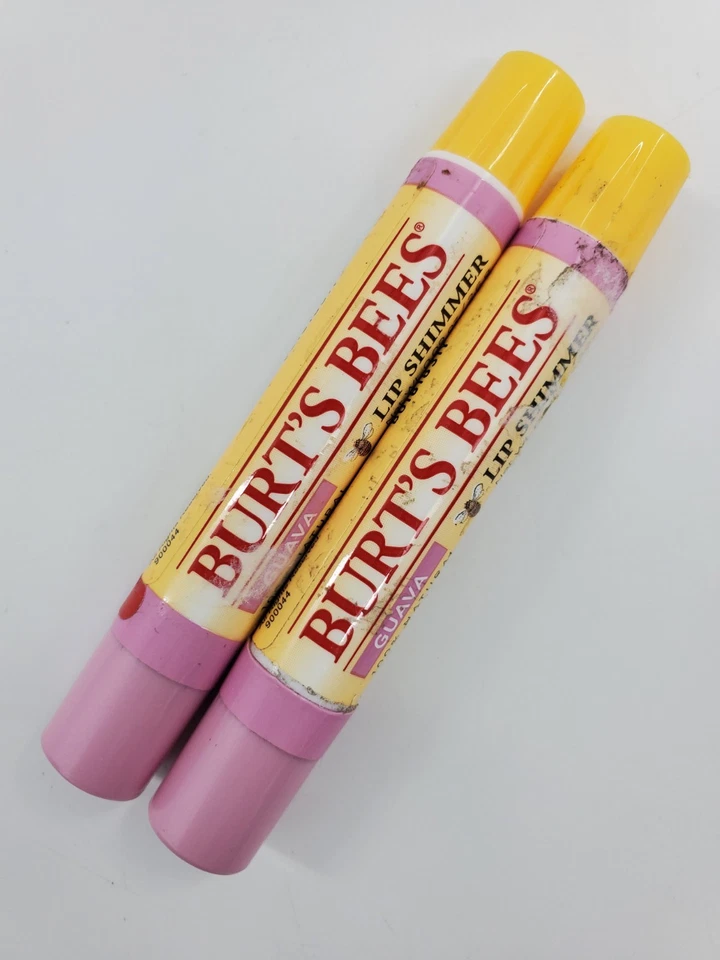 BURT'S BEES®
LIP SHIMMER
GUAVA
900044
BURT'S BEES®
LIP SHIMMER
GUAVA
900044